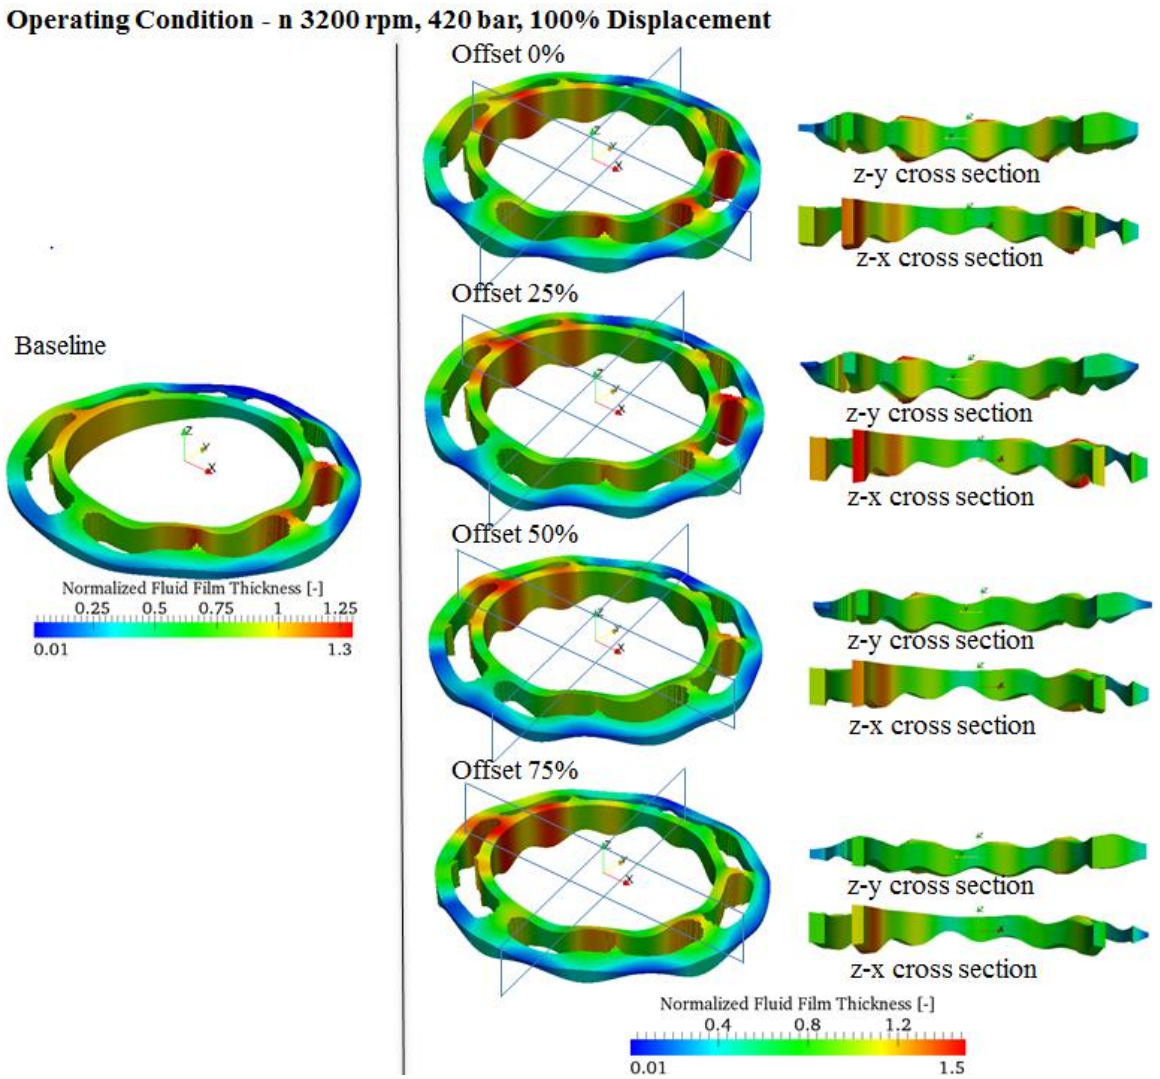 Operating Condition - n 3200 rpm, 420 bar, 100% Displacement
Baseline
Z
Y
X
Normalized Fluid Film Thickness [-]
0.25 0.5 0.75 1 1.25
0.01 1.3
Offset 0%
Z
Y
X
z-y cross section
z-x cross section
Offset 25%
Z
Y
X
z-y cross section
z-x cross section
Offset 50%
Z
Y
X
z-y cross section
z-x cross section
Offset 75%
Z
Y
X
z-y cross section
z-x cross section
Normalized Fluid Film Thickness [-]
0.4 0.8 1.2
0.01 1.5